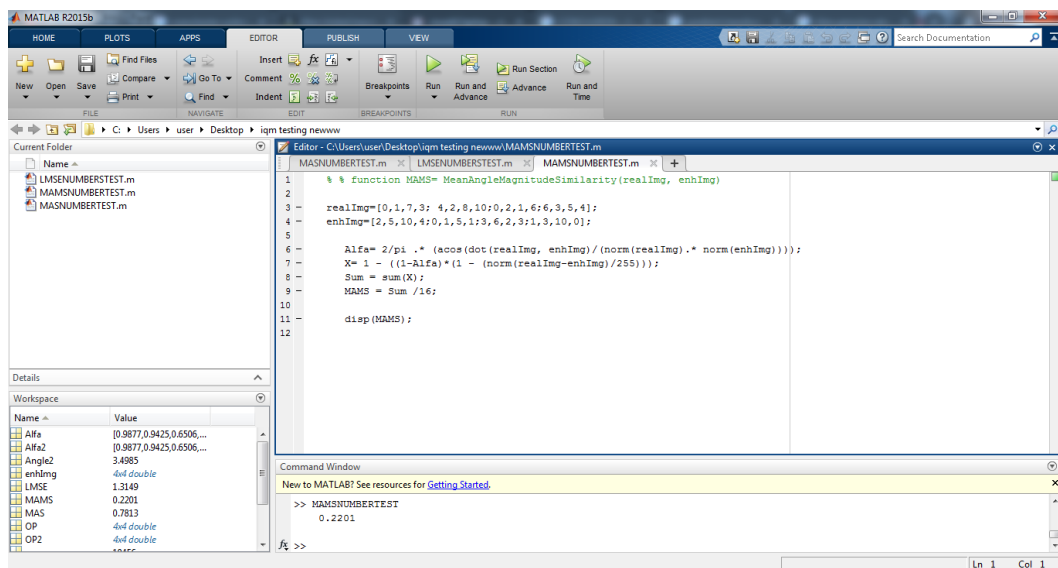 MATLAB R2015b
HOME PLOTS APPS EDITOR PUBLISH VIEW
Search Documentation
New Open Save
Find Files
Compare
Print
Go To
Find
Insert fx
Comment
Indent
Breakpoints
Run
Run and Advance
Run Section
Advance
Run and Time
FILE NAVIGATE EDIT BREAKPOINTS RUN
C: Users user Desktop iqm testing newww
Current Folder
Name
LMSENUMBERSTEST.m
MAMSNUMBERTEST.m
MASNUMBERTEST.m
Details
Workspace
Name Value
Alfa [0.9877,0.9425,0.6506,...
Alfa2 [0.9877,0.9425,0.6506,...
Angle2 3.4985
enhImg 4x4 double
LMSE 1.3149
MAMS 0.2201
MAS 0.7813
OP 4x4 double
OP2 4x4 double
Editor - C:\Users\user\Desktop\iqm testing newww\MAMSNUMBERTEST.m
MASNUMBERTEST.m LMSENUMBERSTEST.m MAMSNUMBERTEST.m
1 % % function MAMS= MeanAngleMagnitudeSimilarity(realImg, enhImg)
2
3 - realImg=[0,1,7,3; 4,2,8,10;0,2,1,6;6,3,5,4];
4 - enhImg=[2,5,10,4;0,1,5,1;3,6,2,3;1,3,10,0];
5
6 - Alfa= 2/pi .* (acos(dot(realImg, enhImg)/(norm(realImg).* norm(enhImg))));
7 - X= 1 - ((1-Alfa)*(1 - (norm(realImg-enhImg)/255)));
8 - Sum = sum(X);
9 - MAMS = Sum /16;
10
11 - disp(MAMS);
12
Command Window
New to MATLAB? See resources for Getting Started.
>> MAMSNUMBERTEST
0.2201
fx >>
Ln 1 Col 1